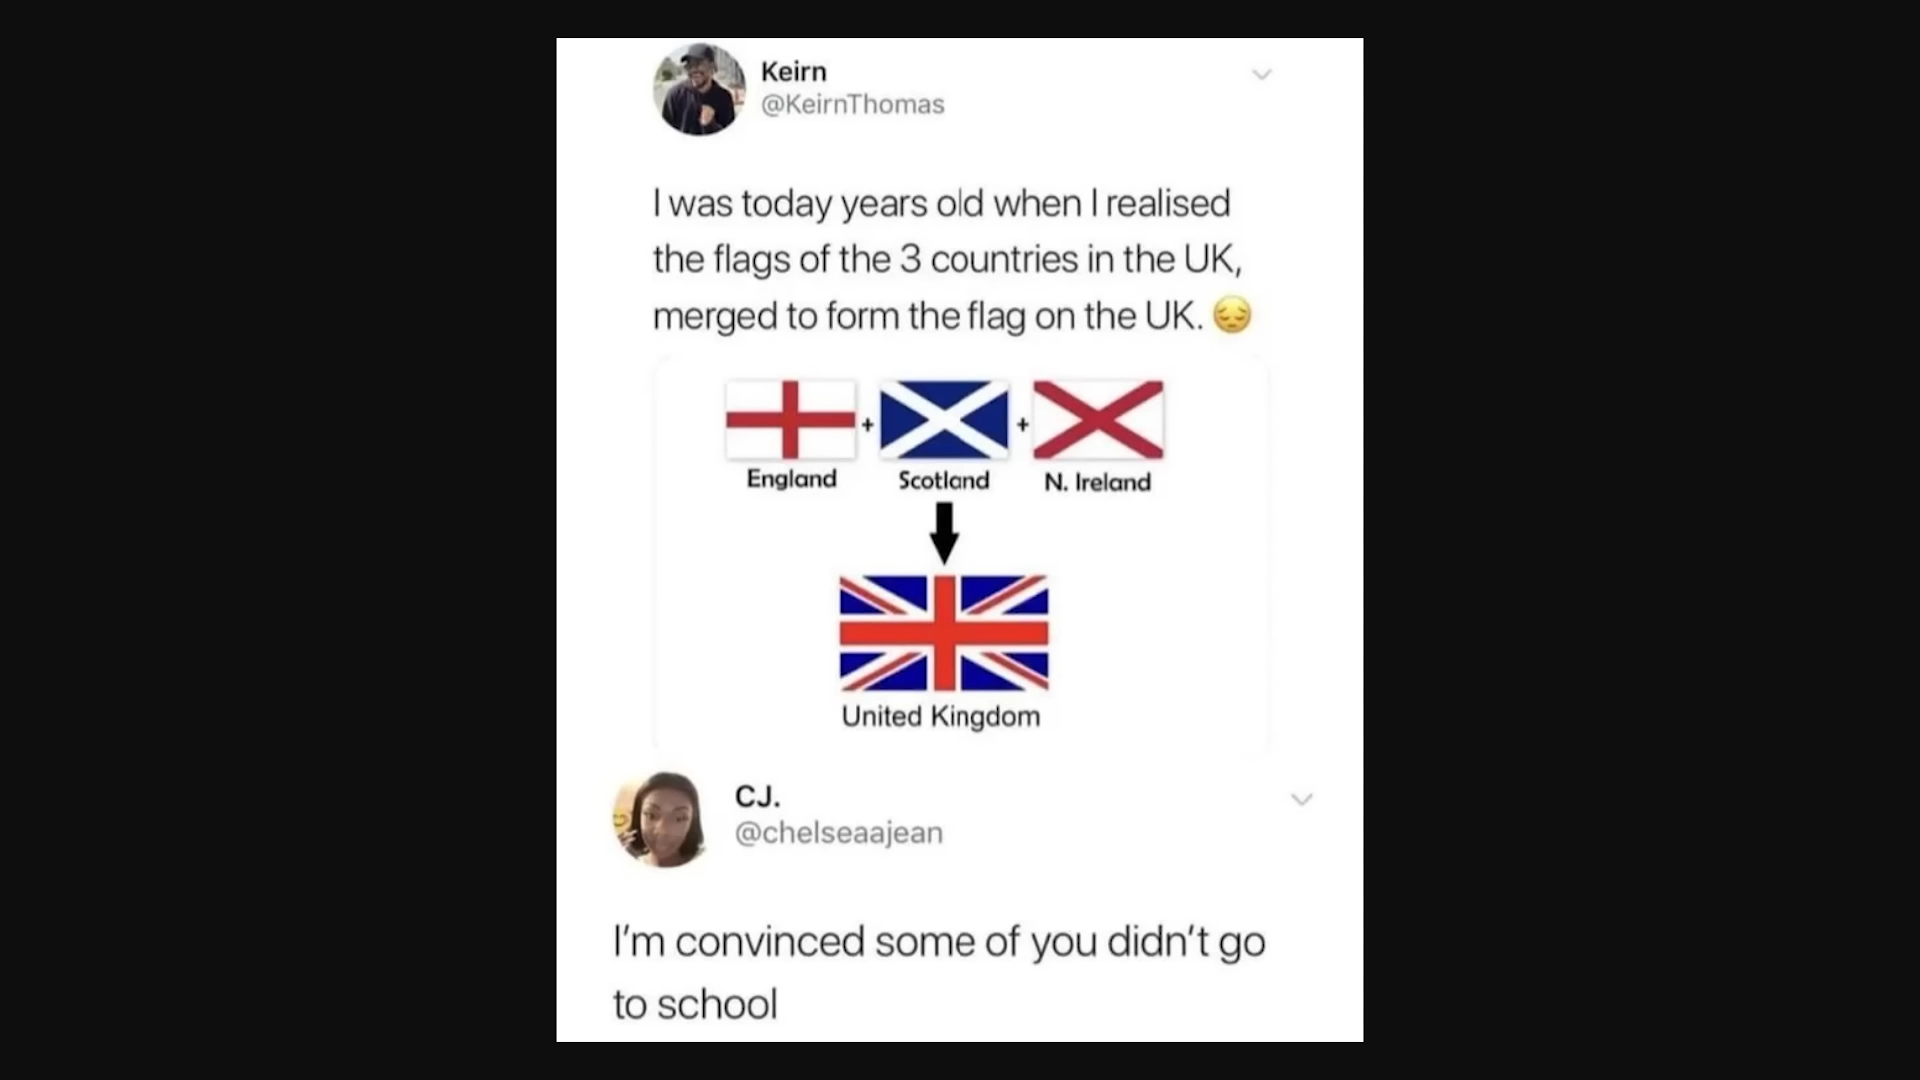 Keirn
@KeirnThomas
I was today years old when I realised
the flags of the 3 countries in the UK,
merged to form the flag on the UK. 😔
England + Scotland + N. Ireland
United Kingdom
CJ.
@chelseaajean
I'm convinced some of you didn't go
to school